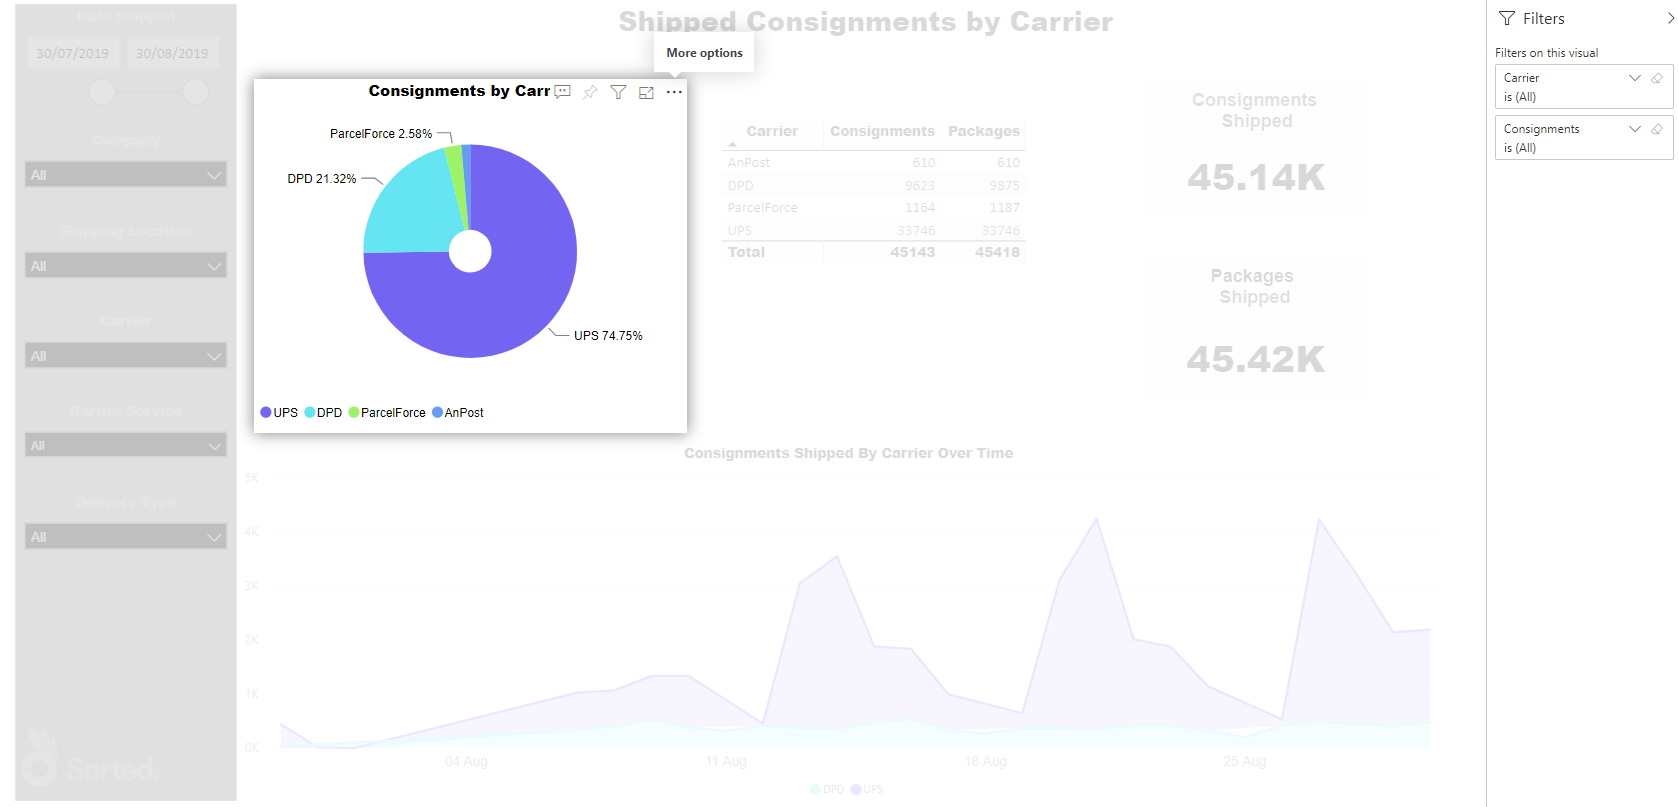 Date Shipped
30/07/2019 30/08/2019
Company
All
Shipping Location
All
Carrier
All
Carrier Service
All
Delivery Type
All
Sorted.
Shipped Consignments by Carrier
More options
Consignments by Carr
ParcelForce 2.58%
DPD 21.32%
UPS 74.75%
UPS DPD ParcelForce AnPost
Carrier Consignments Packages
AnPost 610 610
DPD 9623 9875
ParcelForce 1164 1187
UPS 33746 33746
Total 45143 45418
Consignments
Shipped
45.14K
Packages
Shipped
45.42K
Consignments Shipped By Carrier Over Time
5K
4K
3K
2K
1K
0K
04 Aug 11 Aug 18 Aug 25 Aug
DPD UPS
Filters
Filters on this visual
Carrier
is (All)
Consignments
is (All)